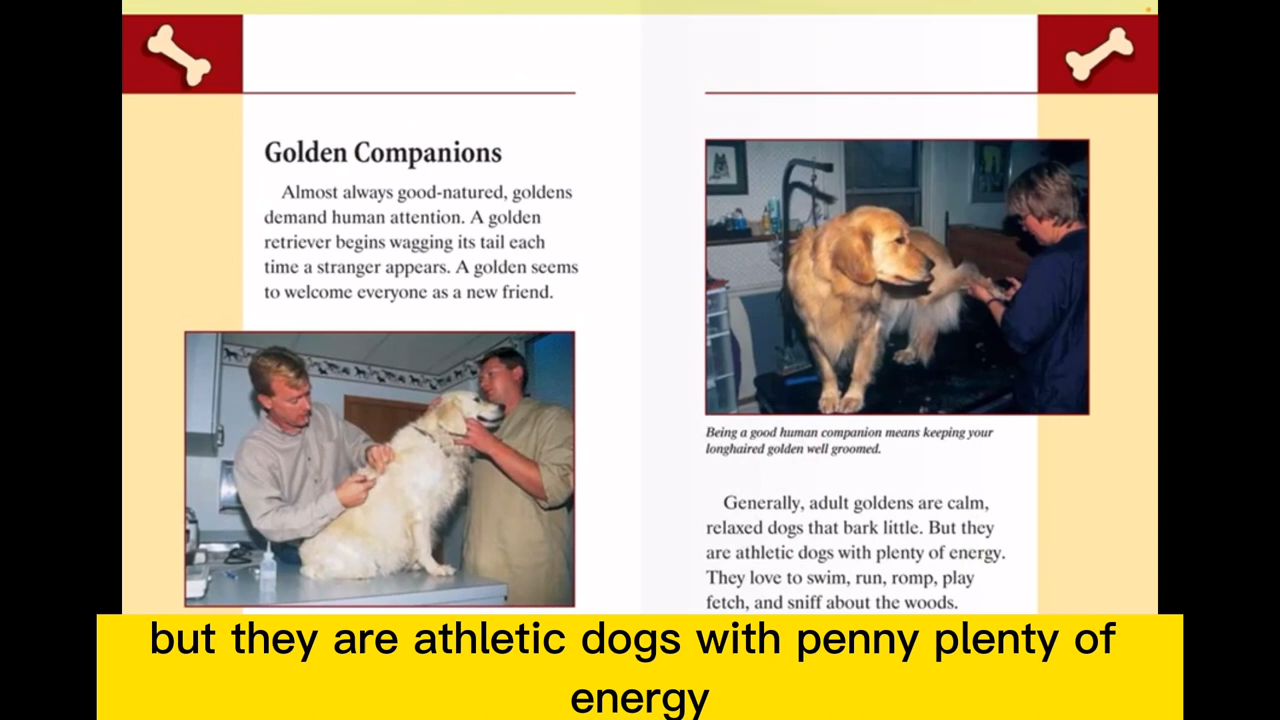 Golden Companions
Almost always good-natured, goldens
demand human attention. A golden
retriever begins wagging its tail each
time a stranger appears. A golden seems
to welcome everyone as a new friend.
Being a good human companion means keeping your
longhaired golden well groomed.
Generally, adult goldens are calm,
relaxed dogs that bark little. But they
are athletic dogs with plenty of energy.
They love to swim, run, romp, play
fetch, and sniff about the woods.
but they are athletic dogs with penny plenty of
energy